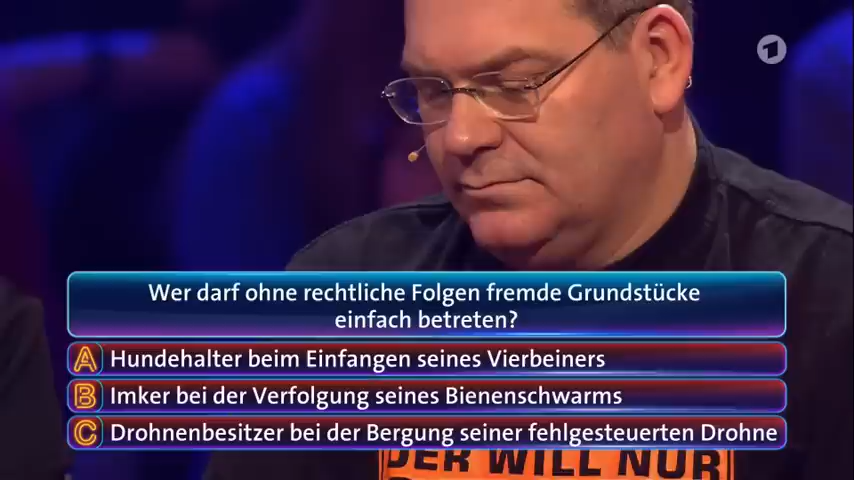 1
Wer darf ohne rechtliche Folgen fremde Grundstücke
einfach betreten?
A Hundehalter beim Einfangen seines Vierbeiners
B Imker bei der Verfolgung seines Bienenschwarms
C Drohnenbesitzer bei der Bergung seiner fehlgesteuerten Drohne
DER WILL NUR